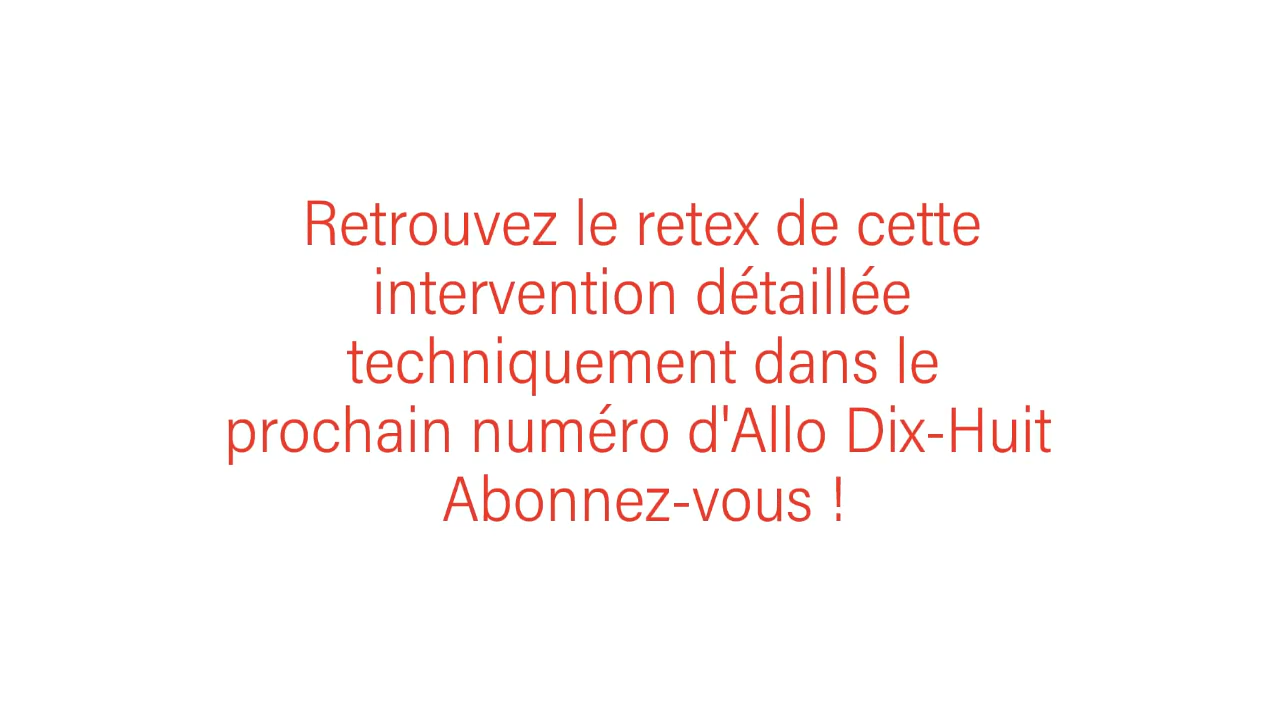 Retrouvez le retex de cette
intervention détaillée
techniquement dans le
prochain numéro d'Allo Dix-Huit
Abonnez-vous !